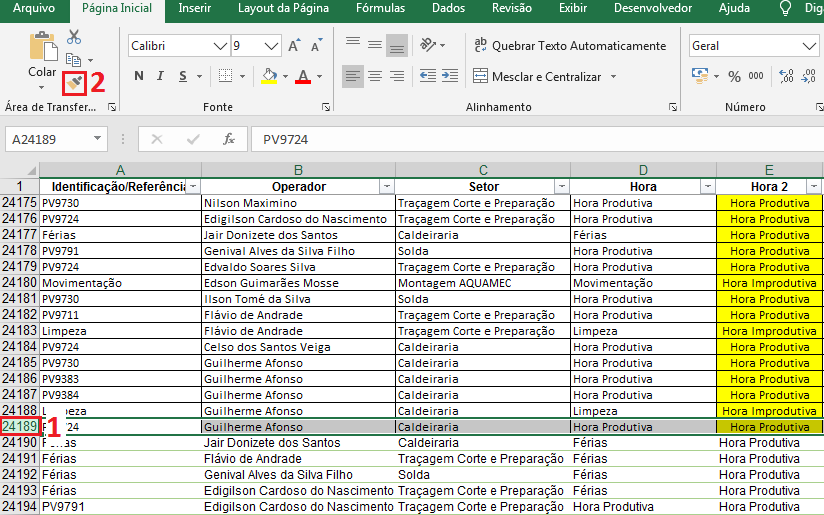 Arquivo Página Inicial Inserir Layout da Página Fórmulas Dados Revisão Exibir Desenvolvedor Ajuda Diga
Calibri 9 A A ab Quebrar Texto Automaticamente Geral
Colar 2 N I S A Mesclar e Centralizar % 000
Área de Transfer... Fonte Alinhamento Número
A24189 fx PV9724
A B C D E
1 Identificação/Referência Operador Setor Hora Hora 2
24175 PV9730 Nilson Maximino Traçagem Corte e Preparação Hora Produtiva Hora Produtiva
24176 PV9724 Edigilson Cardoso do Nascimento Traçagem Corte e Preparação Hora Produtiva Hora Produtiva
24177 Férias Jair Donizete dos Santos Caldeiraria Férias Hora Produtiva
24178 PV9791 Genival Alves da Silva Filho Solda Hora Produtiva Hora Produtiva
24179 PV9724 Edvaldo Soares Silva Traçagem Corte e Preparação Hora Produtiva Hora Produtiva
24180 Movimentação Edson Guimarães Mosse Montagem AQUAMEC Movimentação Hora Improdutiva
24181 PV9730 Ilson Tomé da Silva Solda Hora Produtiva Hora Produtiva
24182 PV9711 Flávio de Andrade Traçagem Corte e Preparação Hora Produtiva Hora Produtiva
24183 Limpeza Flávio de Andrade Traçagem Corte e Preparação Limpeza Hora Improdutiva
24184 PV9724 Celso dos Santos Veiga Caldeiraria Hora Produtiva Hora Produtiva
24185 PV9730 Guilherme Afonso Caldeiraria Hora Produtiva Hora Produtiva
24186 PV9383 Guilherme Afonso Caldeiraria Hora Produtiva Hora Produtiva
24187 PV9384 Guilherme Afonso Caldeiraria Hora Produtiva Hora Produtiva
24188 Guilherme Afonso Caldeiraria Limpeza Hora Improdutiva
24189 1 Guilherme Afonso Caldeiraria Hora Produtiva Hora Produtiva
24190 Férias Jair Donizete dos Santos Caldeiraria Férias Hora Produtiva
24191 Férias Flávio de Andrade Traçagem Corte e Preparação Férias Hora Produtiva
24192 Férias Genival Alves da Silva Filho Solda Férias Hora Produtiva
24193 Férias Edigilson Cardoso do Nascimento Traçagem Corte e Preparação Férias Hora Produtiva
24194 PV9791 Edigilson Cardoso do Nascimento Traçagem Corte e Preparação Hora Produtiva Hora Produtiva